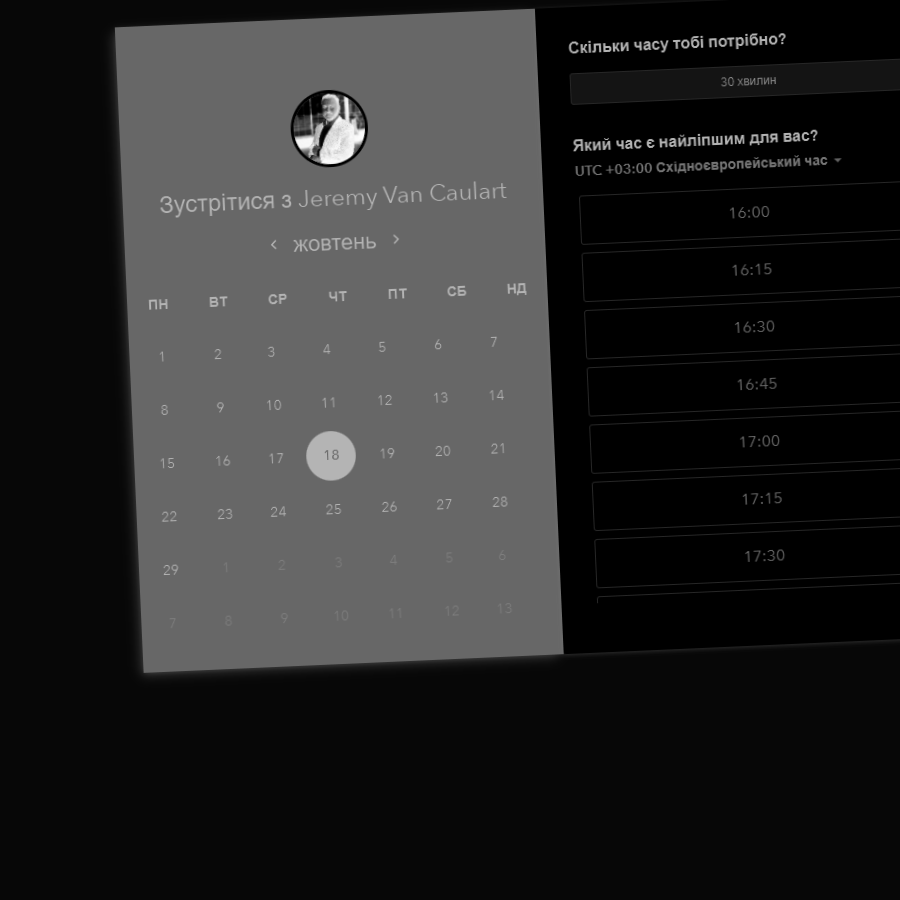 Зустрітися з Jeremy Van Caulart
‹ жовтень ›
ПН ВТ СР ЧТ ПТ СБ НД
1 2 3 4 5 6 7
8 9 10 11 12 13 14
15 16 17 18 19 20 21
22 23 24 25 26 27 28
29 1 2 3 4 5 6
7 8 9 10 11 12 13
Скільки часу тобі потрібно?
30 хвилин
Який час є найліпшим для вас?
UTC +03:00 Східноєвропейський час
16:00
16:15
16:30
16:45
17:00
17:15
17:30